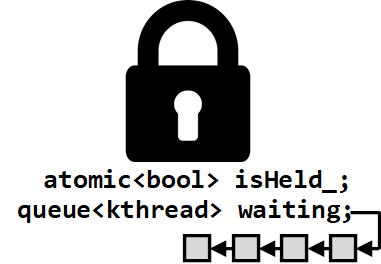 atomic<bool> isHeld_;
queue<kthread> waiting;